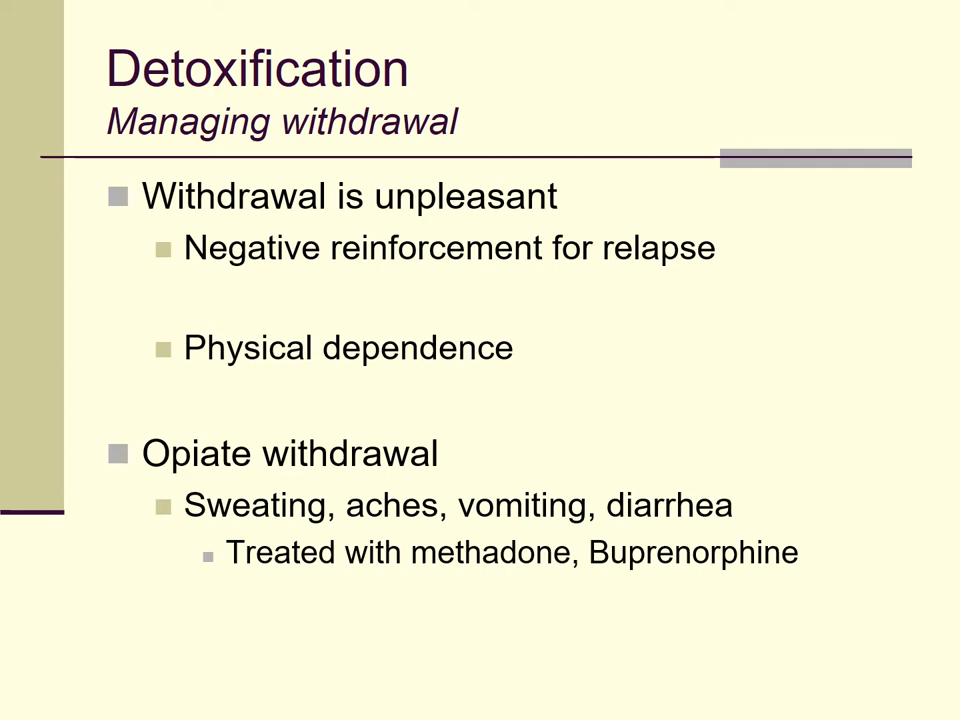 Detoxification
Managing withdrawal
Withdrawal is unpleasant
Negative reinforcement for relapse
Physical dependence
Opiate withdrawal
Sweating, aches, vomiting, diarrhea
Treated with methadone, Buprenorphine